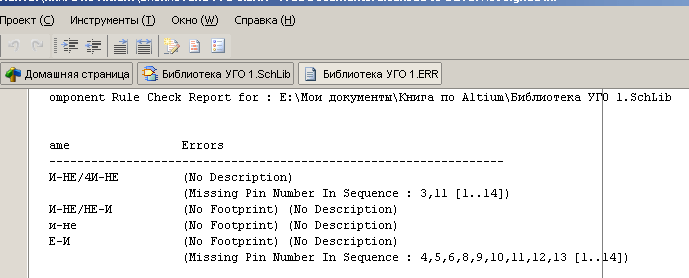 Проект (C) Инструменты (T) Окно (W) Справка (H)
Домашняя страница Библиотека УГО 1.SchLib Библиотека УГО 1.ERR
omponent Rule Check Report for : E:\Мои документы\Книга по Altium\Библиотека УГО 1.SchLib
ame Errors
--------------------------------------------------------------------
И-НЕ/4И-НЕ (No Description)
(Missing Pin Number In Sequence : 3,11 [1..14])
И-НЕ/НЕ-И (No Footprint) (No Description)
и-не (No Footprint) (No Description)
Е-И (No Footprint) (No Description)
(Missing Pin Number In Sequence : 4,5,6,8,9,10,11,12,13 [1..14])